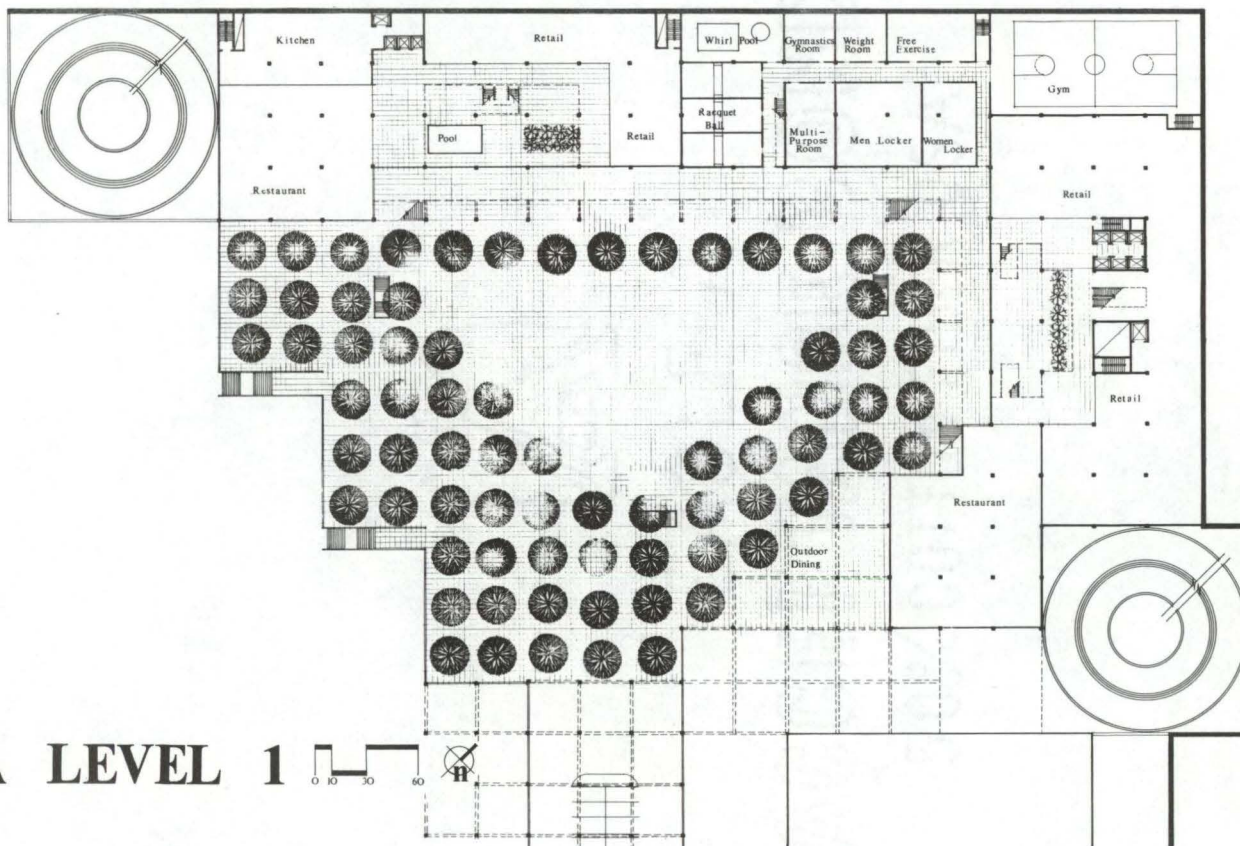 Kitchen
Retail
Whirl Pool
Gymnastics
Room
Weight
Room
Free
Exercise
Gym
Pool
Retail
Racquet
Ball
Multi-
Purpose
Room
Men Locker
Women
Locker
Restaurant
Retail
Retail
Restaurant
Outdoor
Dining
A LEVEL 1
0 10 30 60
n